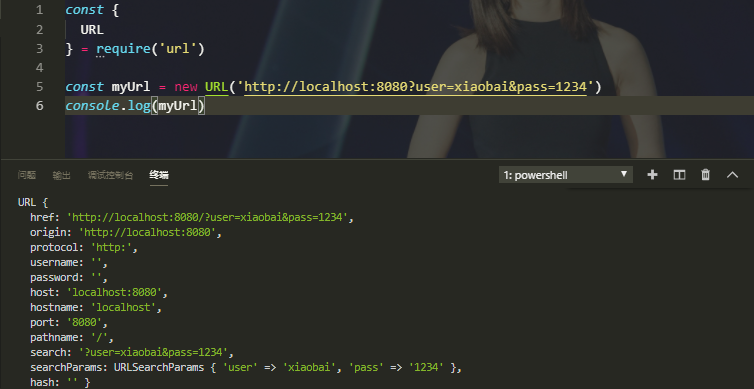 1 const {
2 URL
3 } = require('url')
4
5 const myUrl = new URL('http://localhost:8080?user=xiaobai&pass=1234')
6 console.log(myUrl)
问题 输出 调试控制台 终端 1: powershell
URL {
href: 'http://localhost:8080/?user=xiaobai&pass=1234',
origin: 'http://localhost:8080',
protocol: 'http:',
username: '',
password: '',
host: 'localhost:8080',
hostname: 'localhost',
port: '8080',
pathname: '/',
search: '?user=xiaobai&pass=1234',
searchParams: URLSearchParams { 'user' => 'xiaobai', 'pass' => '1234' },
hash: '' }